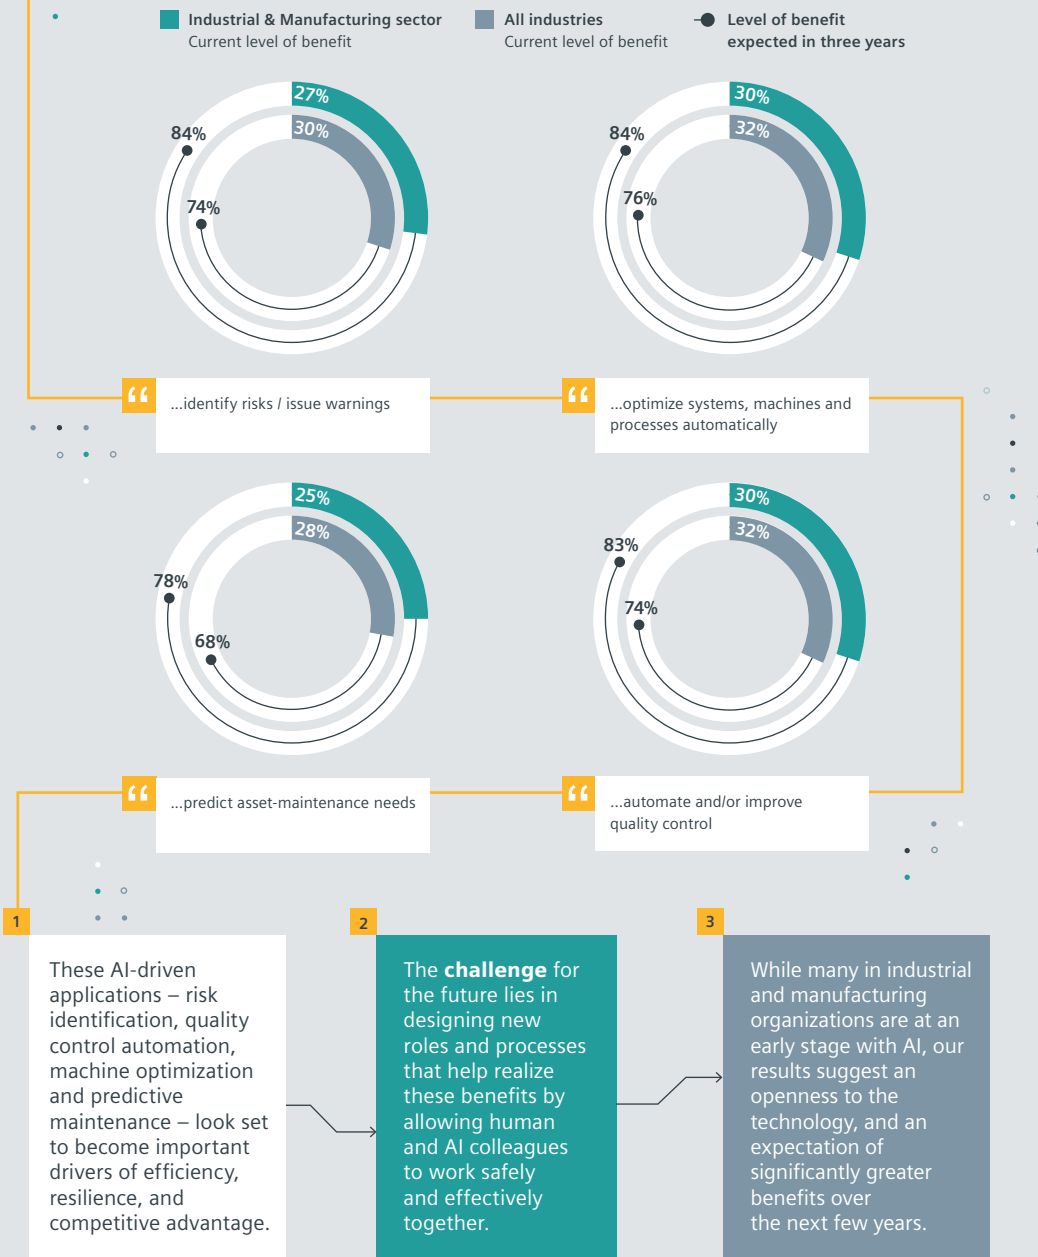 Industrial & Manufacturing sector
Current level of benefit
All industries
Current level of benefit
Level of benefit
expected in three years
27%
30%
84%
74%
30%
32%
84%
76%
“
...identify risks / issue warnings
“
...optimize systems, machines and
processes automatically
25%
28%
78%
68%
30%
32%
83%
74%
“
...predict asset-maintenance needs
“
...automate and/or improve
quality control
1
These AI-driven
applications – risk
identification, quality
control automation,
machine optimization
and predictive
maintenance – look set
to become important
drivers of efficiency,
resilience, and
competitive advantage.
2
The challenge for
the future lies in
designing new
roles and processes
that help realize
these benefits by
allowing human
and AI colleagues
to work safely
and effectively
together.
3
While many in industrial
and manufacturing
organizations are at an
early stage with AI, our
results suggest an
openness to the
technology, and an
expectation of
significantly greater
benefits over
the next few years.